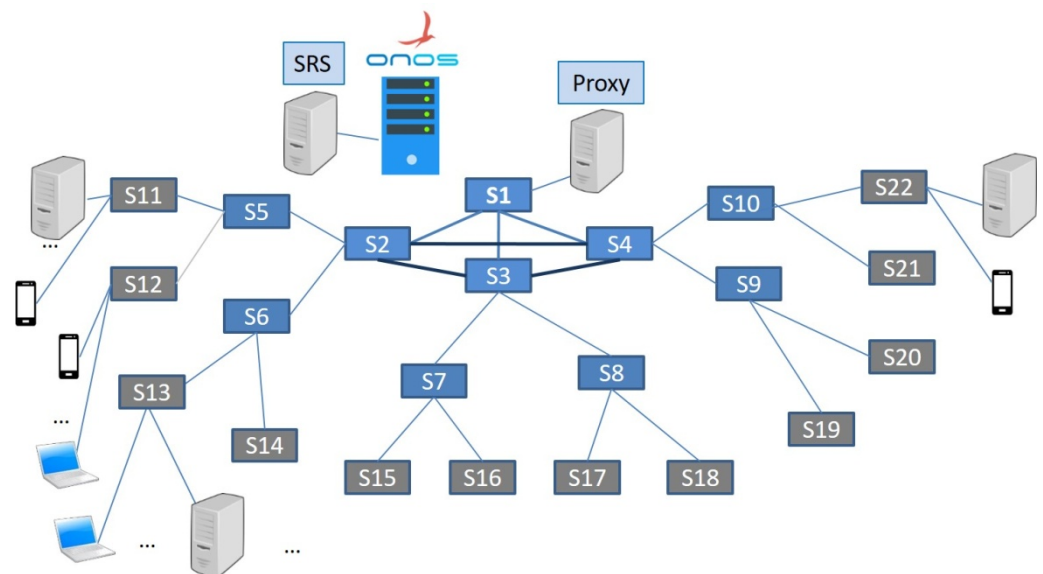 onos
SRS
Proxy
S1
S11
S5
S10
S22
S2
S4
...
S3
S21
S12
S9
S6
S20
S7
S8
S13
S19
...
S14
S15
S16
S17
S18
...
...